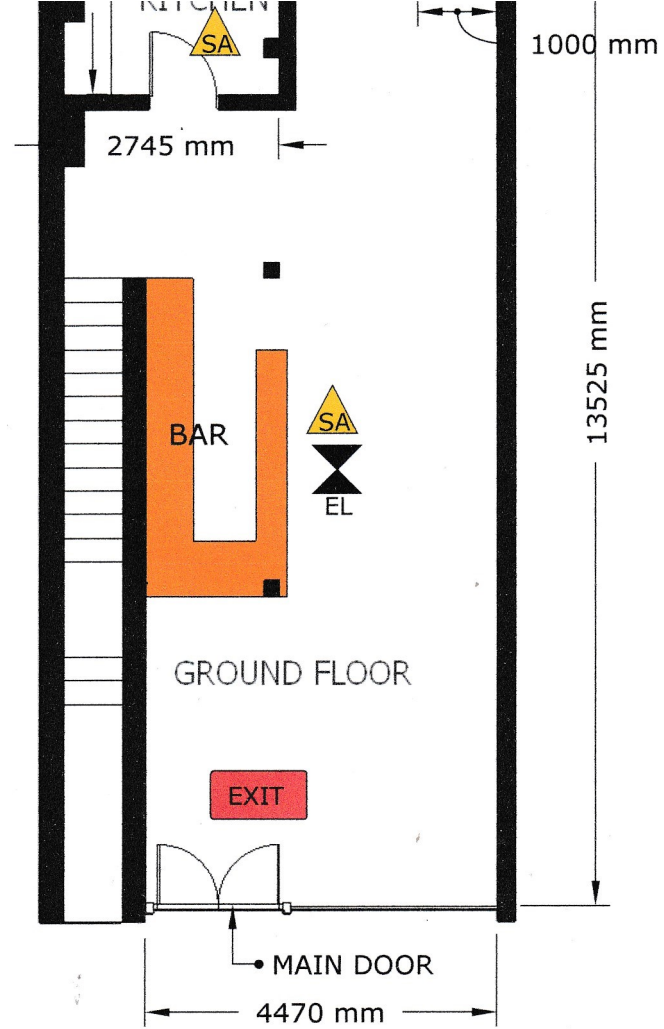 KITCHEN
SA
1000 mm
2745 mm
13525 mm
BAR
SA
EL
GROUND FLOOR
EXIT
MAIN DOOR
4470 mm